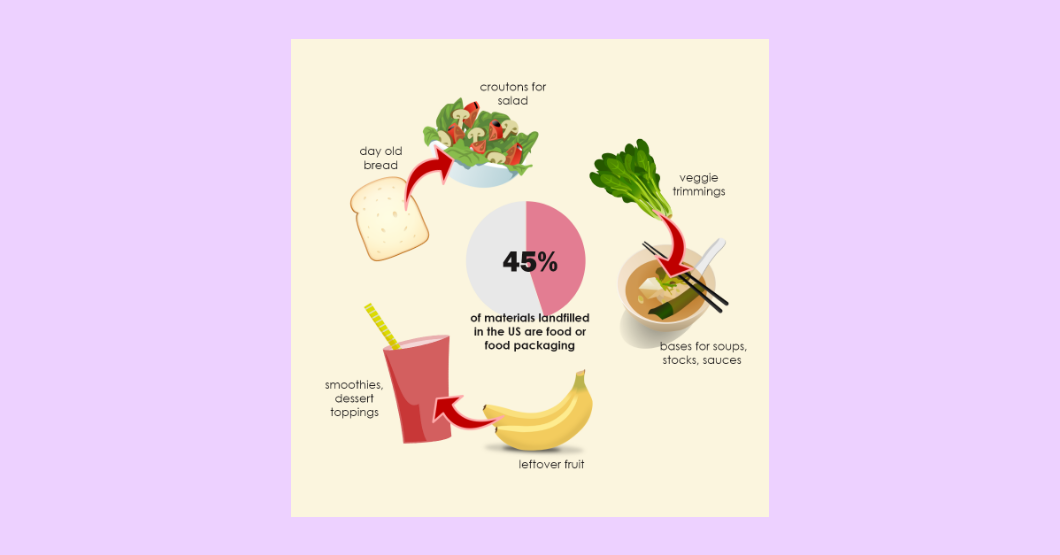 croutons for
salad
day old
bread
veggie
trimmings
45%
of materials landfilled
in the US are food or
food packaging
bases for soups,
stocks, sauces
smoothies,
dessert
toppings
leftover fruit